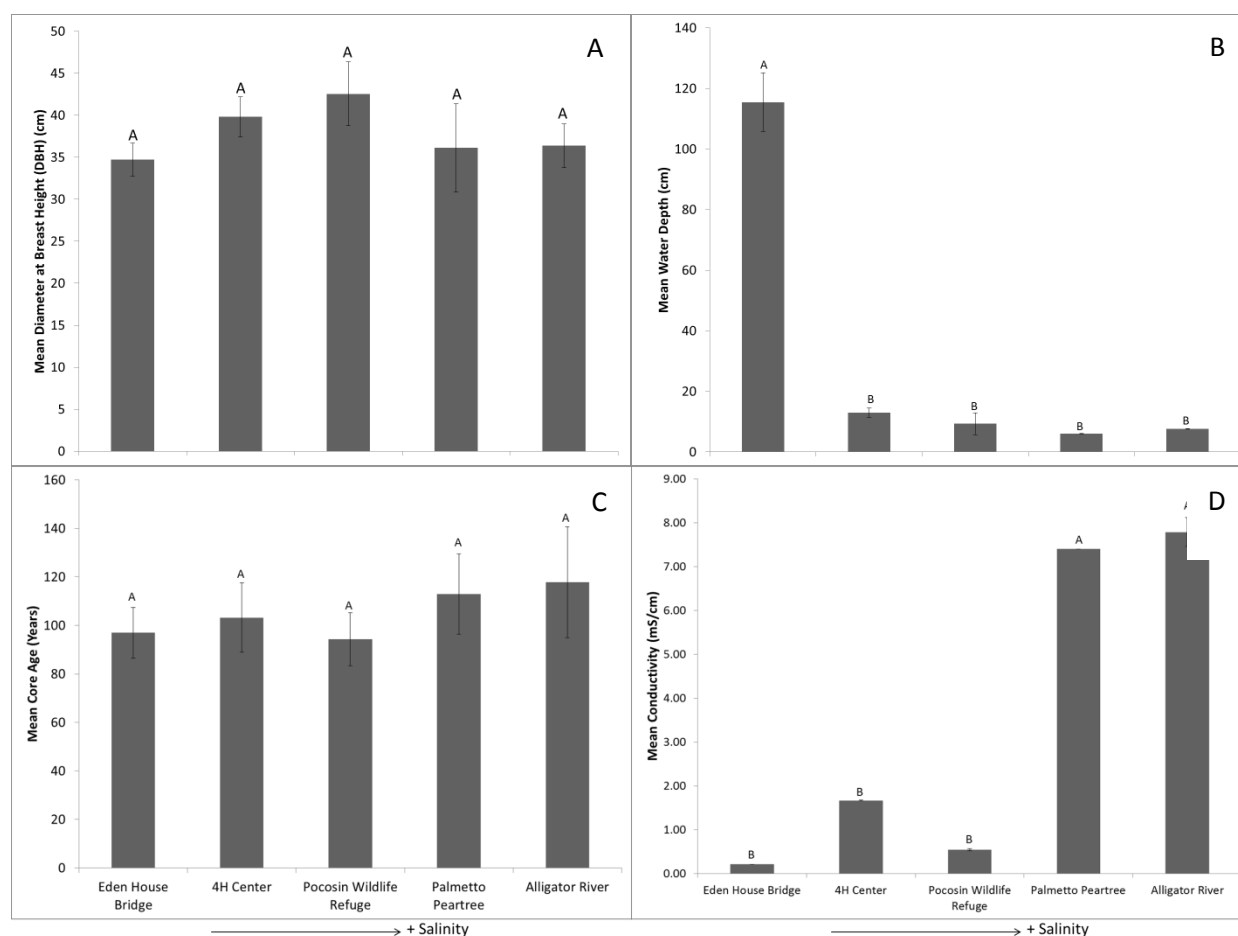 A
Mean Diameter at Breast Height (DBH) (cm)
50
45
40
35
30
25
20
15
10
5
0
A
A
A
A
A
B
Mean Water Depth (cm)
140
120
100
80
60
40
20
0
A
B
B
B
B
C
Mean Core Age (Years)
160
140
120
100
80
60
40
20
0
A
A
A
A
A
Eden House
Bridge
4H Center
Pocosin Wildlife
Refuge
Palmetto
Peartree
Alligator River
+ Salinity
D
Mean Conductivity (mS/cm)
9.00
8.00
7.00
6.00
5.00
4.00
3.00
2.00
1.00
0.00
B
B
B
A
Eden House Bridge
4H Center
Pocosin Wildlife
Refuge
Palmetto Peartree
Alligator River
+ Salinity